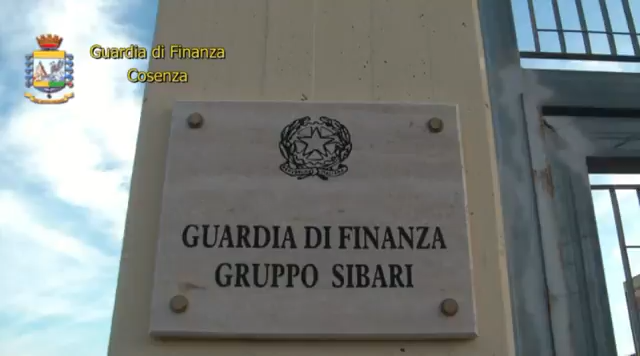 Guardia di Finanza
Cosenza
GUARDIA DI FINANZA
GRUPPO SIBARI